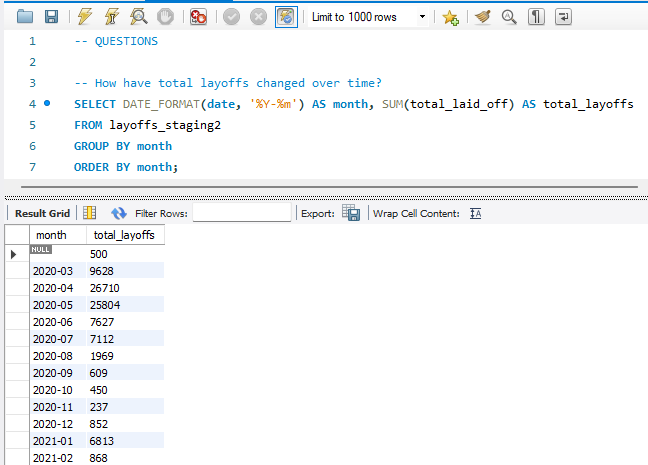 Limit to 1000 rows
1 -- QUESTIONS
2
3 -- How have total layoffs changed over time?
4 SELECT DATE_FORMAT(date, '%Y-%m') AS month, SUM(total_laid_off) AS total_layoffs
5 FROM layoffs_staging2
6 GROUP BY month
7 ORDER BY month;
Result Grid Filter Rows: Export: Wrap Cell Content:
month total_layoffs
NULL 500
2020-03 9628
2020-04 26710
2020-05 25804
2020-06 7627
2020-07 7112
2020-08 1969
2020-09 609
2020-10 450
2020-11 237
2020-12 852
2021-01 6813
2021-02 868